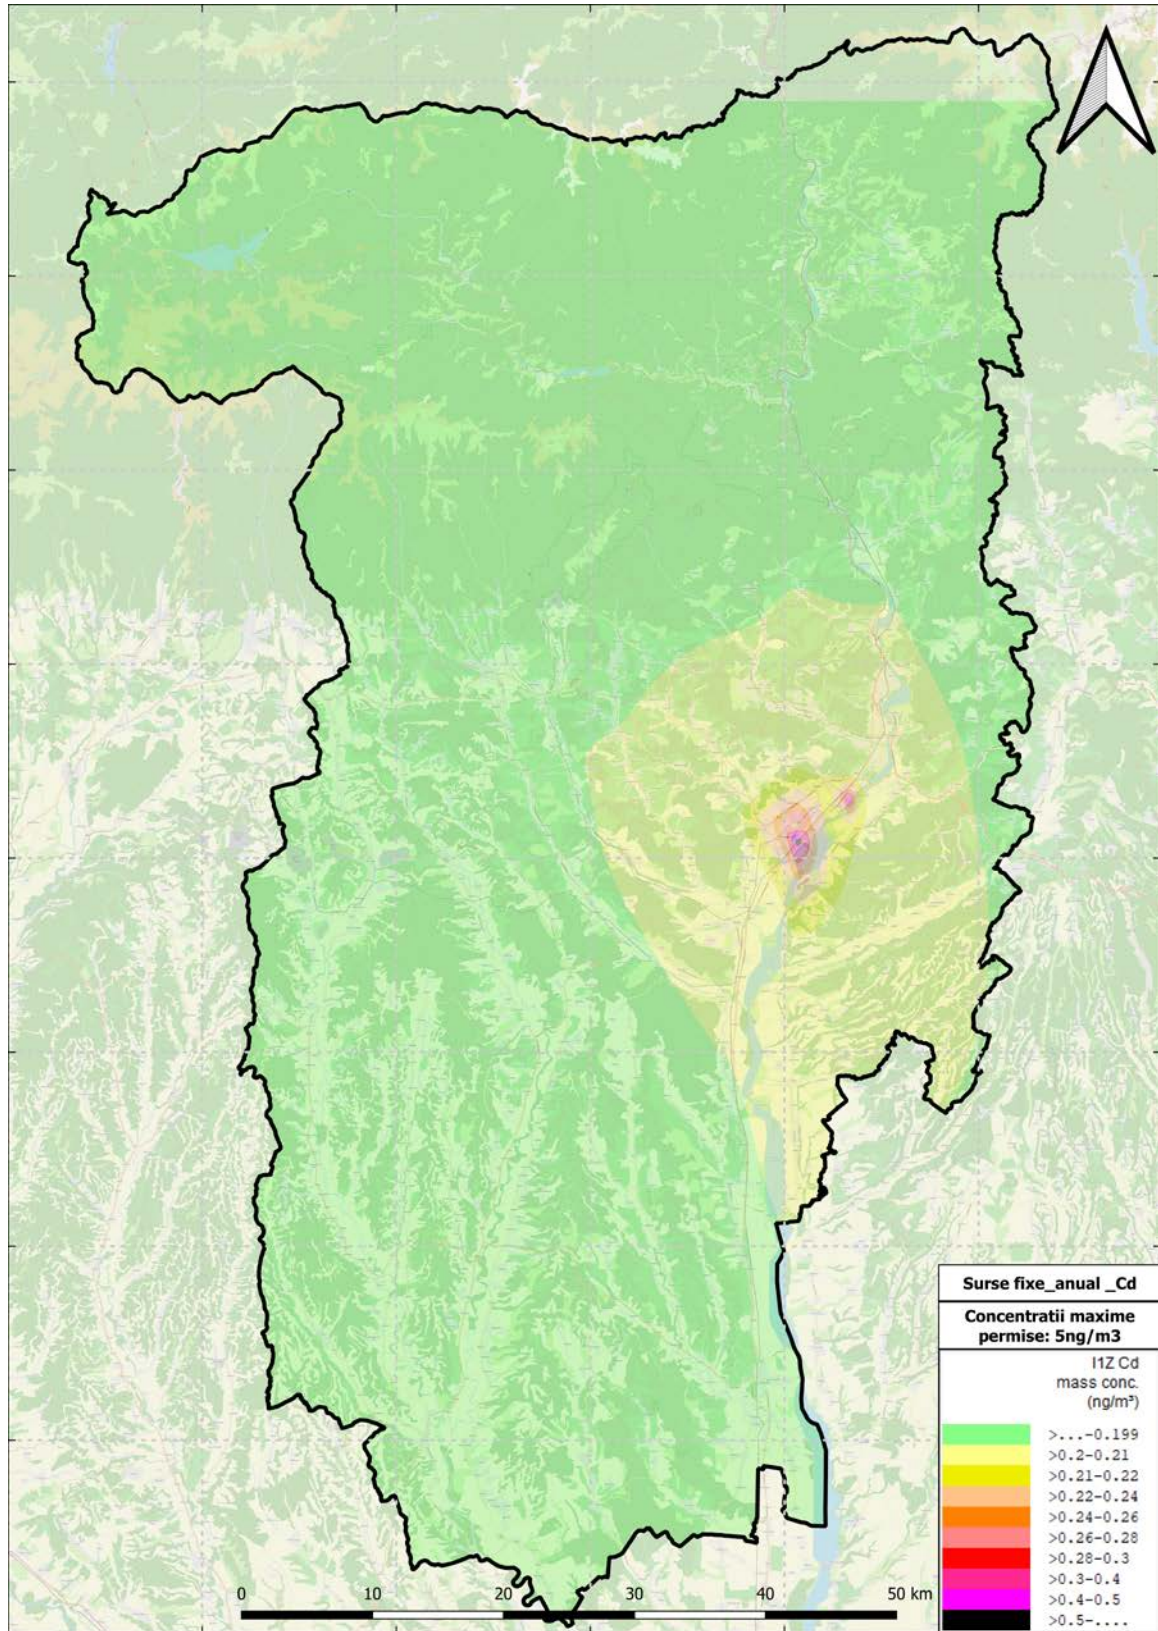 Surse fixe_anual _Cd
Concentratii maxime
permise: 5ng/m3
I1Z Cd
mass conc.
(ng/m³)
>...-0.199
>0.2-0.21
>0.21-0.22
>0.22-0.24
>0.24-0.26
>0.26-0.28
>0.28-0.3
>0.3-0.4
>0.4-0.5
>0.5-....
0 10 20 30 40 50 km